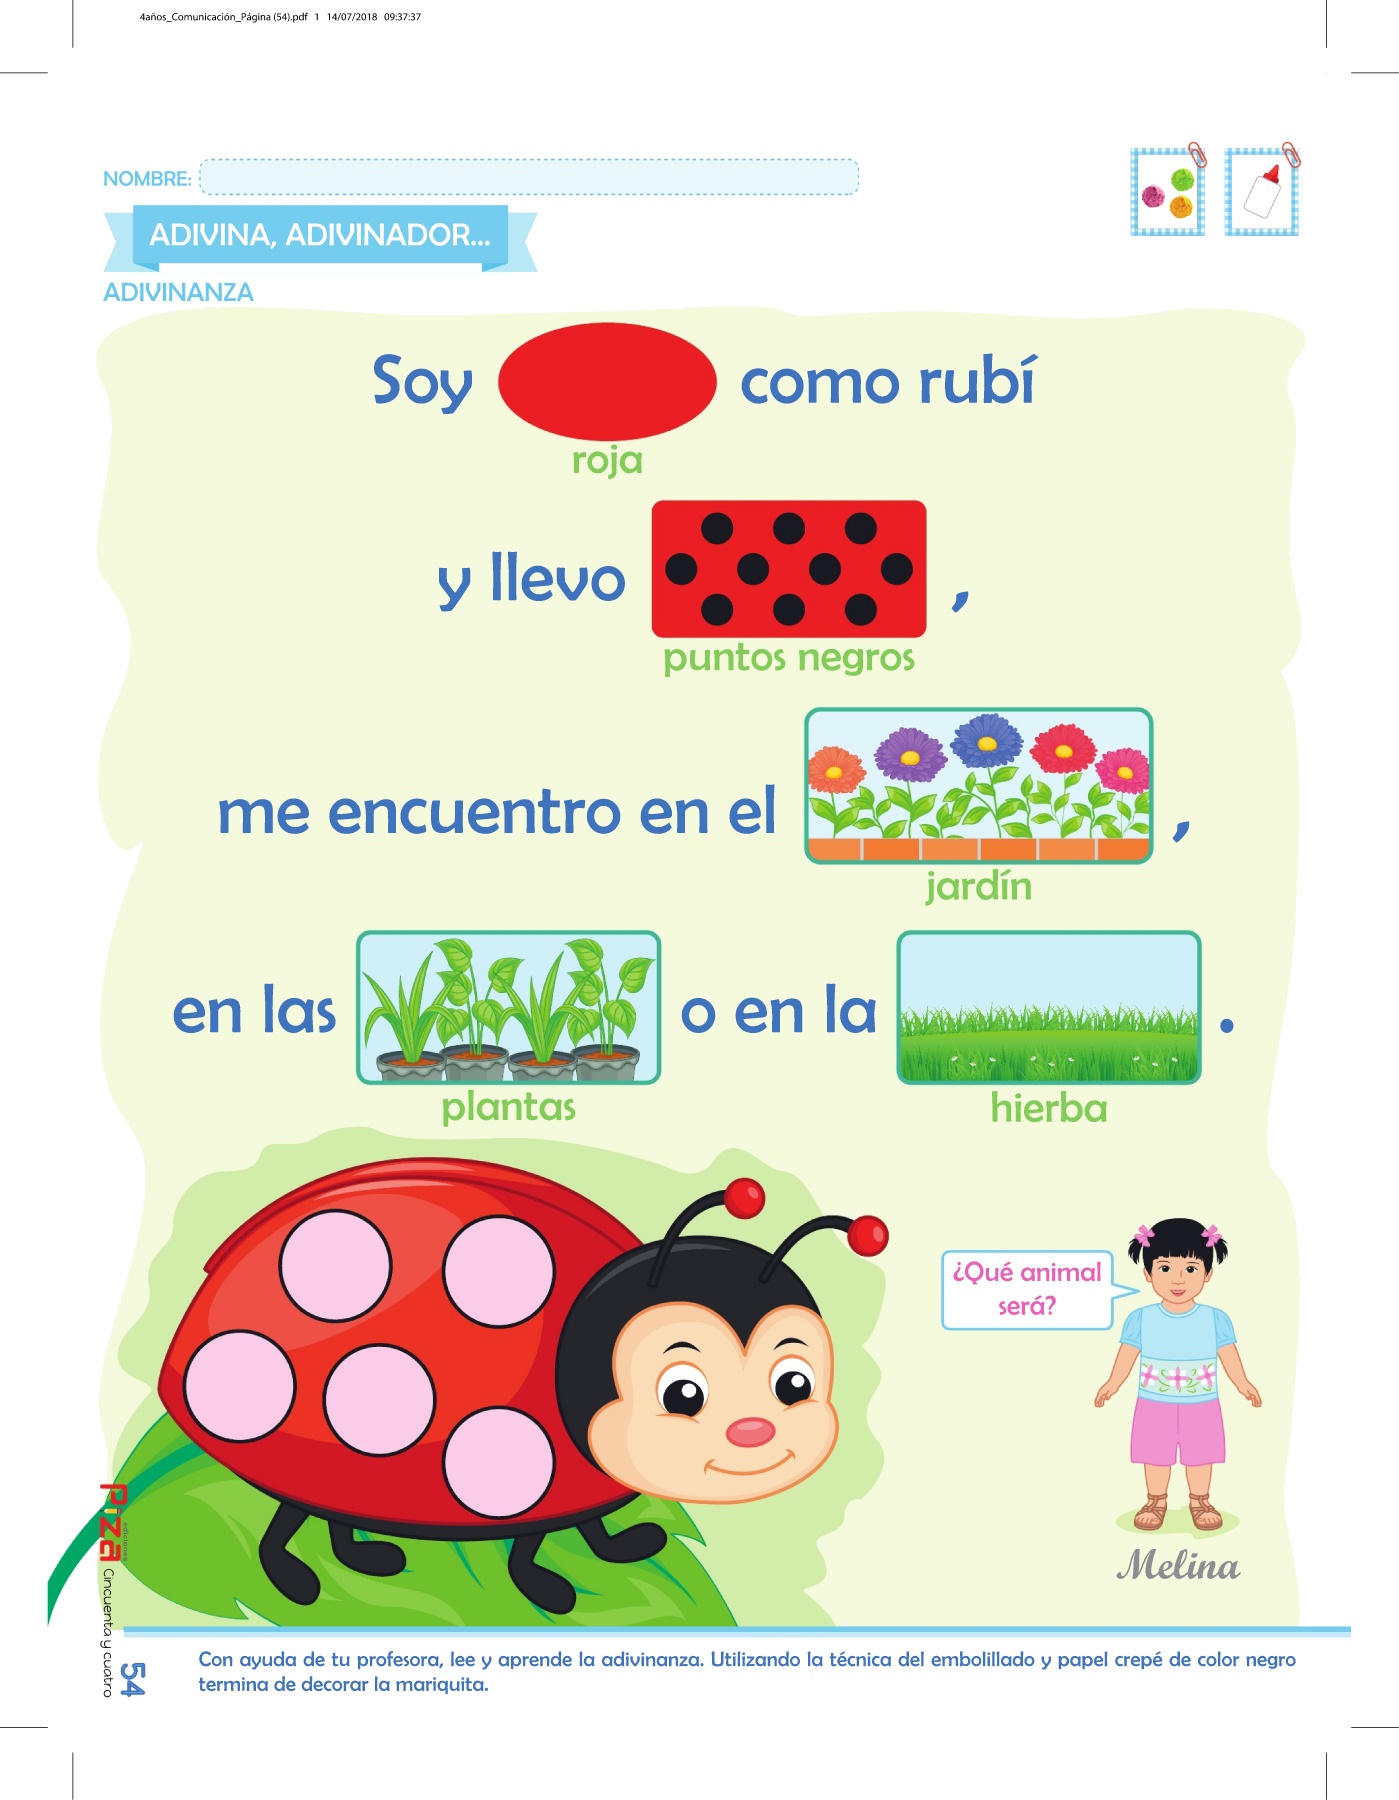 4años_Comunicación_Página (54).pdf 1 14/07/2018 09:37:37
NOMBRE:
ADIVINA, ADIVINADOR...
ADIVINANZA
Soy como rubí
roja
y llevo ,
puntos negros
me encuentro en el ,
jardín
en las o en la .
plantas hierba
¿Qué animal
será?
Melina
Piza
ediciones
Cincuenta y cuatro
54
Con ayuda de tu profesora, lee y aprende la adivinanza. Utilizando la técnica del embolillado y papel crepé de color negro
termina de decorar la mariquita.